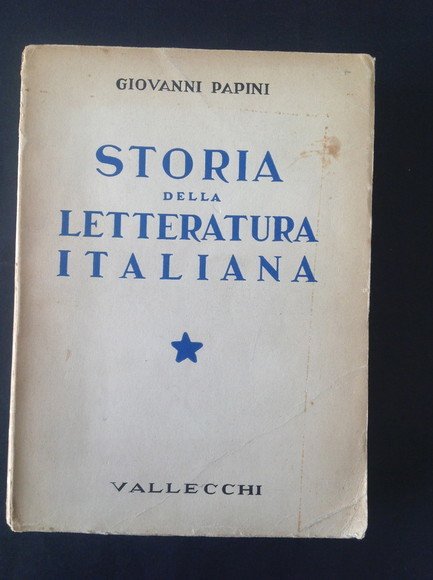 GIOVANNI PAPINI
STORIA
DELLA
LETTERATURA
ITALIANA
VALLECCHI